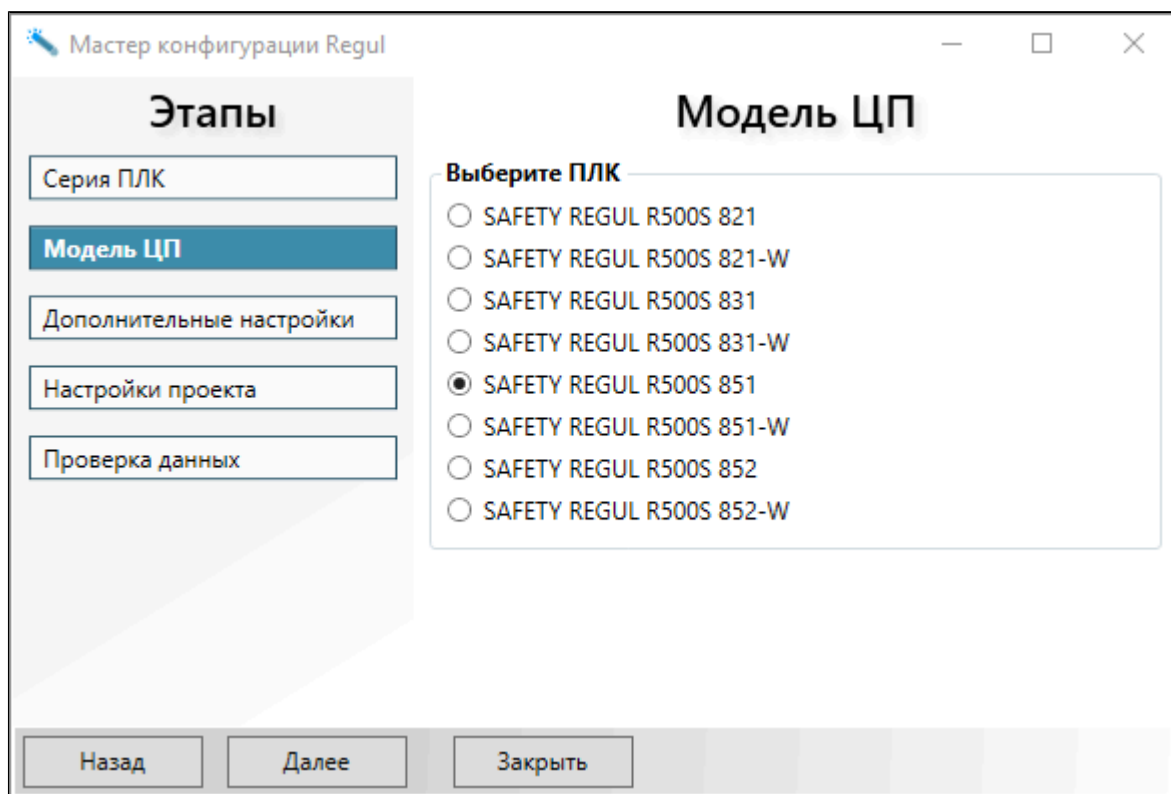 Мастер конфигурации Regul
Этапы
Серия ПЛК
Модель ЦП
Дополнительные настройки
Настройки проекта
Проверка данных
Модель ЦП
Выберите ПЛК
SAFETY REGUL R500S 821
SAFETY REGUL R500S 821-W
SAFETY REGUL R500S 831
SAFETY REGUL R500S 831-W
SAFETY REGUL R500S 851
SAFETY REGUL R500S 851-W
SAFETY REGUL R500S 852
SAFETY REGUL R500S 852-W
Назад
Далее
Закрыть